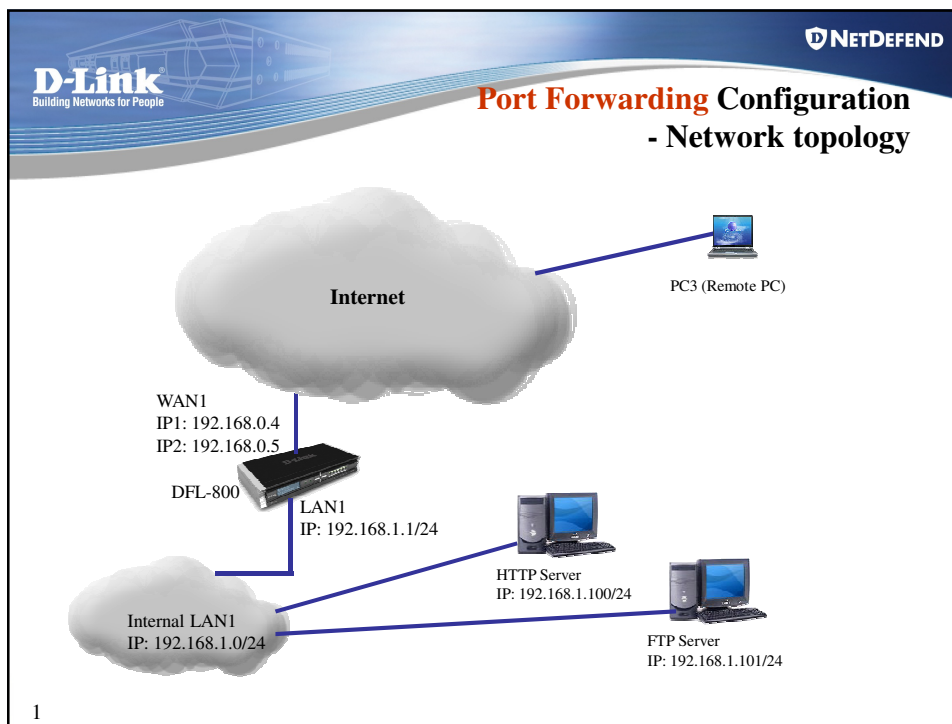 NETDEFEND
D-Link
Building Networks for People
Port Forwarding Configuration
- Network topology
Internet
PC3 (Remote PC)
WAN1
IP1: 192.168.0.4
IP2: 192.168.0.5
D-Link
DFL-800
LAN1
IP: 192.168.1.1/24
HTTP Server
IP: 192.168.1.100/24
Internal LAN1
IP: 192.168.1.0/24
FTP Server
IP: 192.168.1.101/24
1